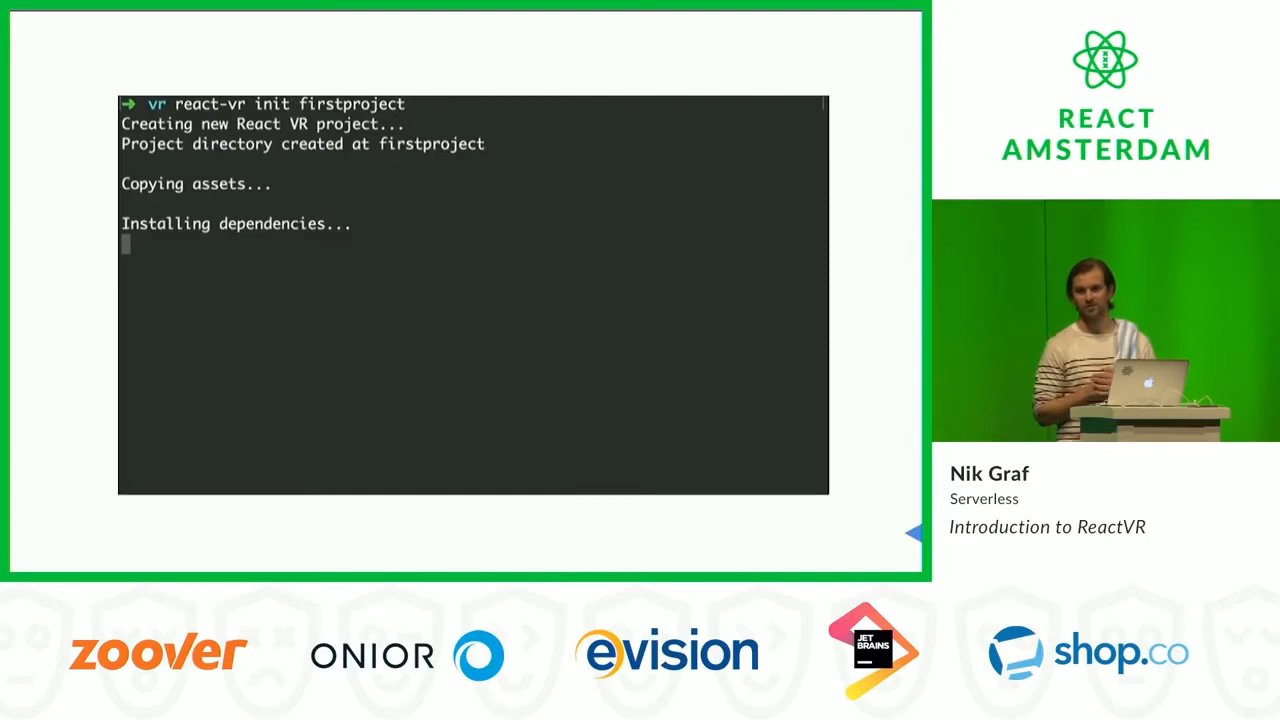 ➜ vr react-vr init firstproject
Creating new React VR project...
Project directory created at firstproject
Copying assets...
Installing dependencies...
REACT
AMSTERDAM
Nik Graf
Serverless
Introduction to ReactVR
zoover
ONIOR
evision
JET
BRAINS
shop.co